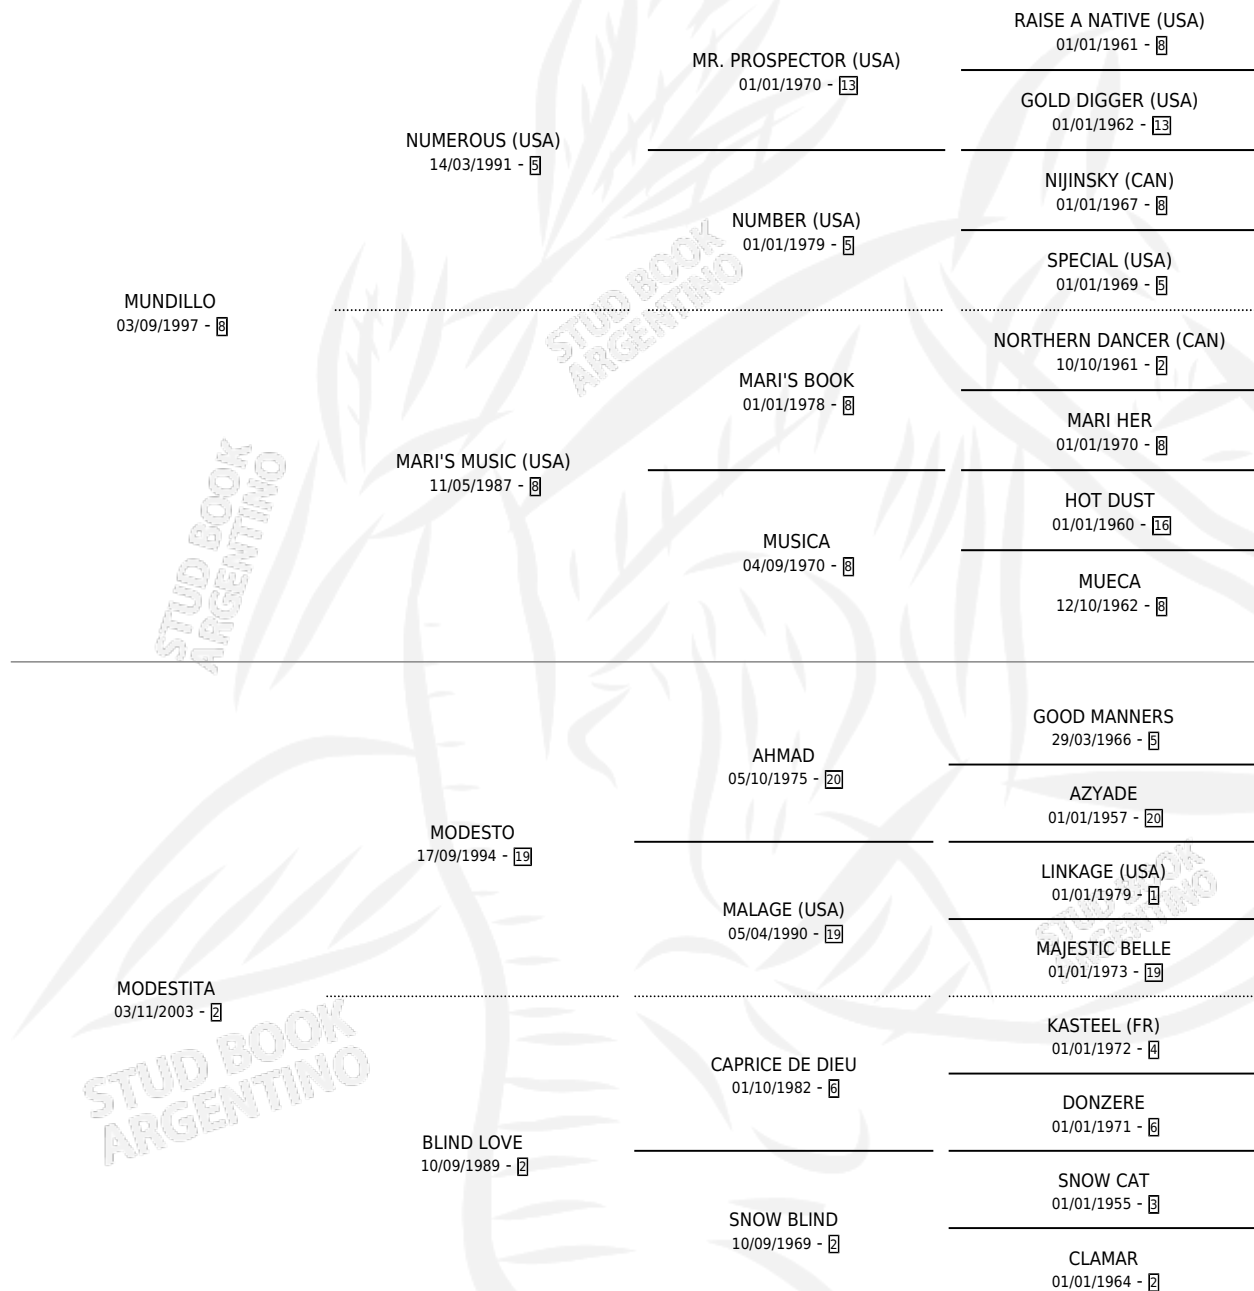 RAISE A NATIVE (USA)
01/01/1961 - 8
MR. PROSPECTOR (USA)
01/01/1970 - 13
GOLD DIGGER (USA)
01/01/1962 - 13
NUMEROUS (USA)
14/03/1991 - 5
NIJINSKY (CAN)
01/01/1967 - 8
NUMBER (USA)
01/01/1979 - 5
SPECIAL (USA)
01/01/1969 - 5
MUNDILLO
03/09/1997 - 8
STUD BOOK
ARGENTINO
NORTHERN DANCER (CAN)
10/10/1961 - 2
MARI'S BOOK
01/01/1978 - 8
MARI HER
01/01/1970 - 8
MARI'S MUSIC (USA)
11/05/1987 - 8
HOT DUST
01/01/1960 - 16
MUSICA
04/09/1970 - 8
MUECA
12/10/1962 - 8
STUD BOOK
ARGENTINO
GOOD MANNERS
29/03/1966 - 5
AHMAD
05/10/1975 - 20
AZYADE
01/01/1957 - 20
MODESTO
17/09/1994 - 19
LINKAGE (USA)
01/01/1979 - 1
MALAGE (USA)
05/04/1990 - 19
MAJESTIC BELLE
01/01/1973 - 19
STUD BOOK
ARGENTINO
MODESTITA
03/11/2003 - 2
STUD BOOK
ARGENTINO
KASTEEL (FR)
01/01/1972 - 4
CAPRICE DE DIEU
01/10/1982 - 6
DONZERE
01/01/1971 - 6
BLIND LOVE
10/09/1989 - 2
SNOW CAT
01/01/1955 - 3
SNOW BLIND
10/09/1969 - 2
CLAMAR
01/01/1964 - 2